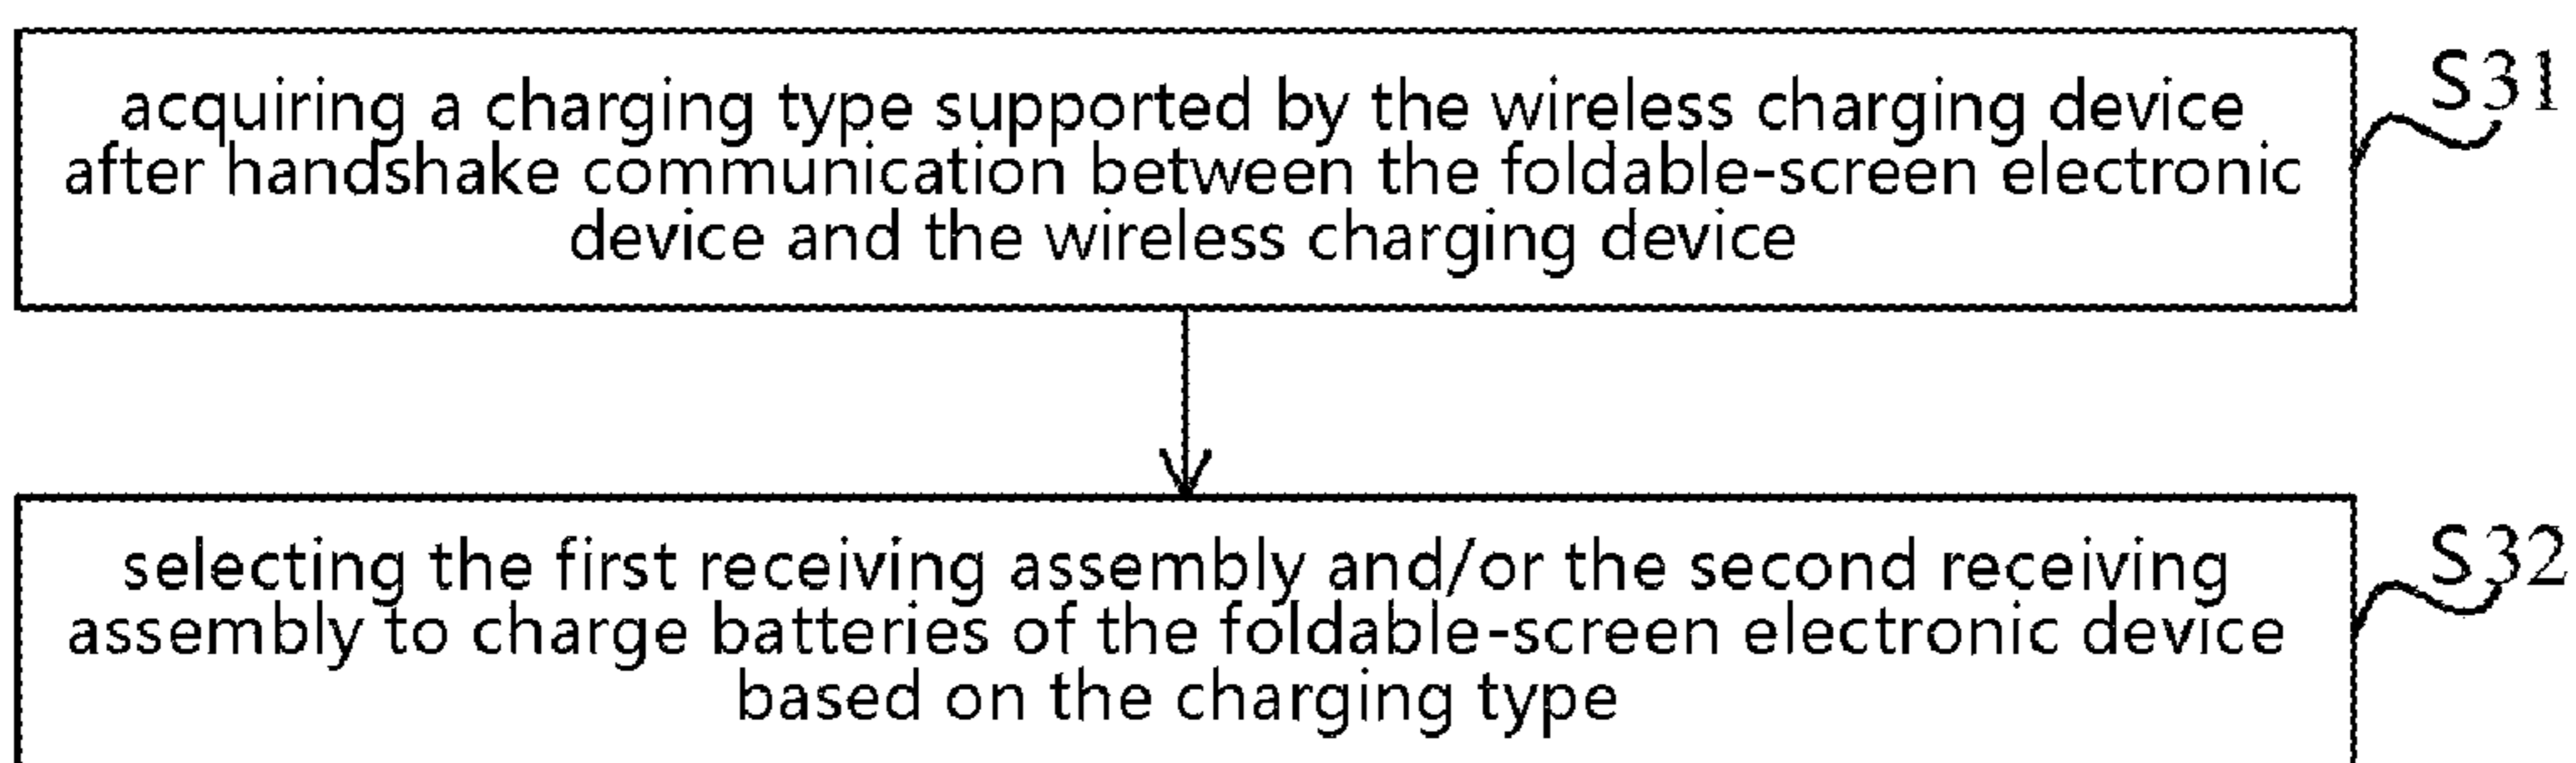 acquiring a charging type supported by the wireless charging device
after handshake communication between the foldable-screen electronic
device and the wireless charging device
S31
selecting the first receiving assembly and/or the second receiving
assembly to charge batteries of the foldable-screen electronic device
based on the charging type
S32